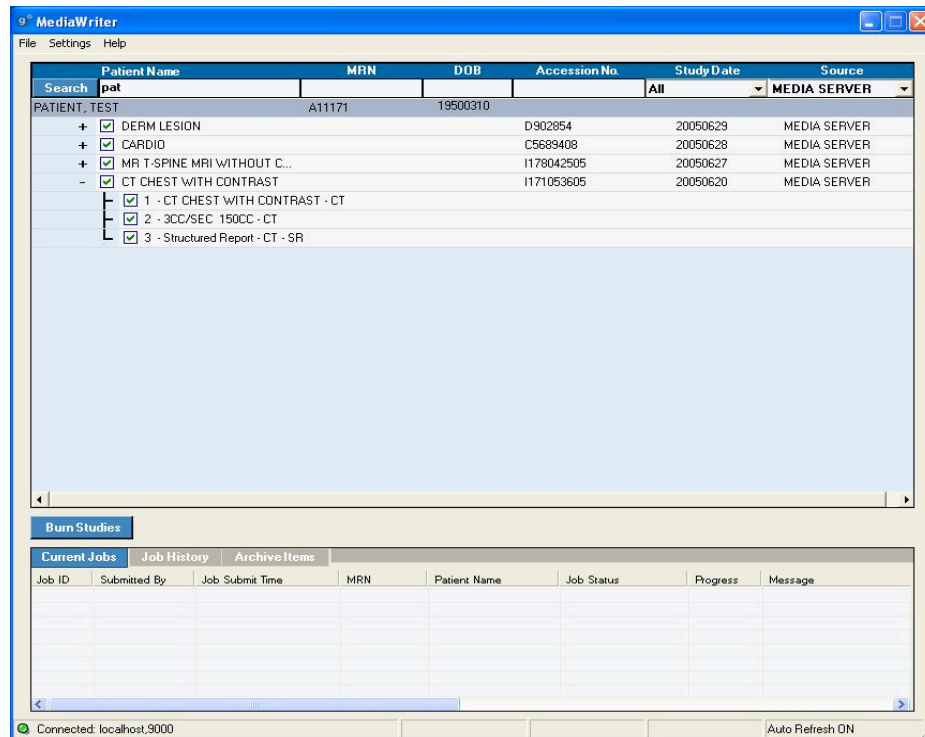 9° MediaWriter
File Settings Help
Patient Name MRN DOB Accession No. Study Date Source
Search pat All MEDIA SERVER
PATIENT, TEST A11171 19500310
+ DERM LESION D902854 20050629 MEDIA SERVER
+ CARDIO C5689408 20050628 MEDIA SERVER
+ MR T-SPINE MRI WITHOUT C... I178042505 20050627 MEDIA SERVER
- CT CHEST WITH CONTRAST I171053605 20050620 MEDIA SERVER
1 - CT CHEST WITH CONTRAST - CT
2 - 3CC/SEC 150CC - CT
3 - Structured Report - CT - SR
Burn Studies
Current Jobs Job History Archive Items
Job ID Submitted By Job Submit Time MRN Patient Name Job Status Progress Message
Connected: localhost,9000 Auto Refresh ON